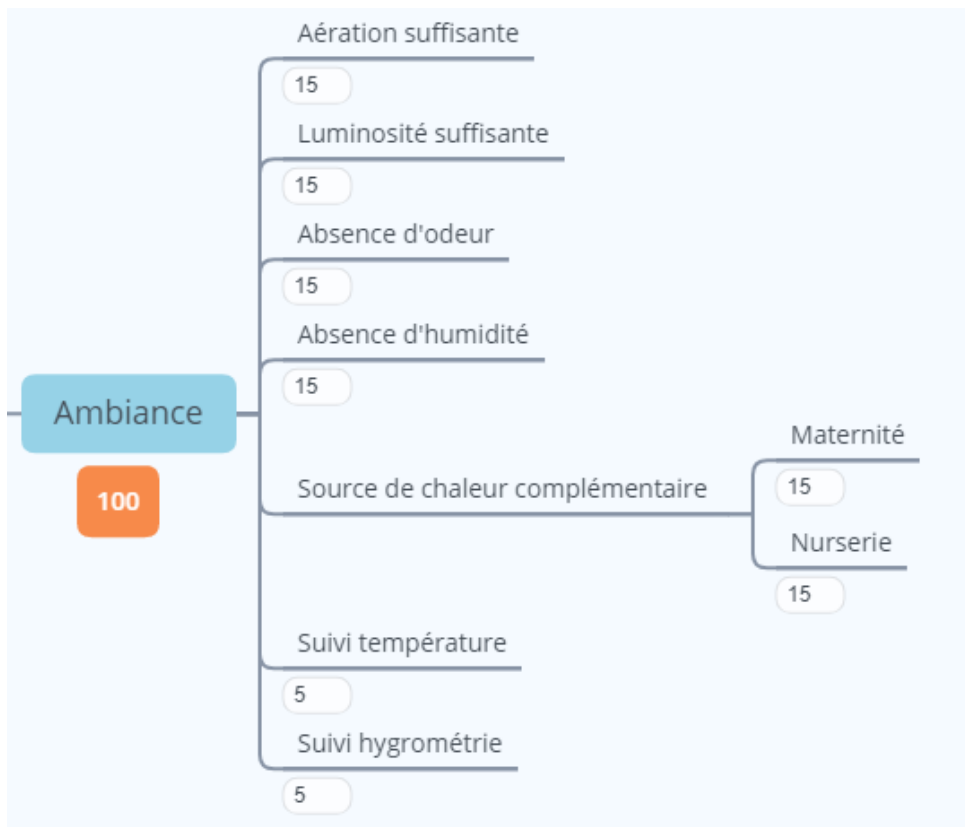 Aération suffisante
15
Luminosité suffisante
15
Absence d'odeur
15
Absence d'humidité
15
Ambiance
100
Source de chaleur complémentaire
Maternité
15
Nurserie
15
Suivi température
5
Suivi hygrométrie
5